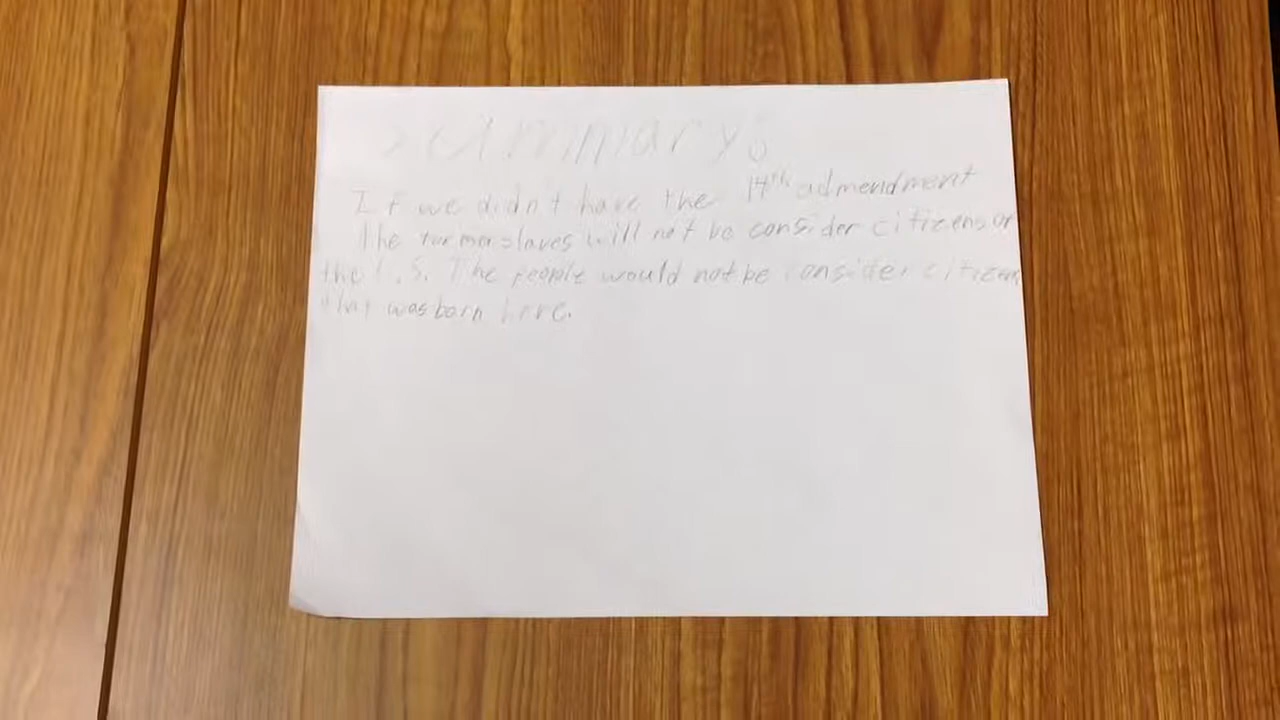 Summary:
If we didn't have the 14th admendment
the former slaves will not be consider citizens of
the U.S. The people would not be consider citizens
that was born here.